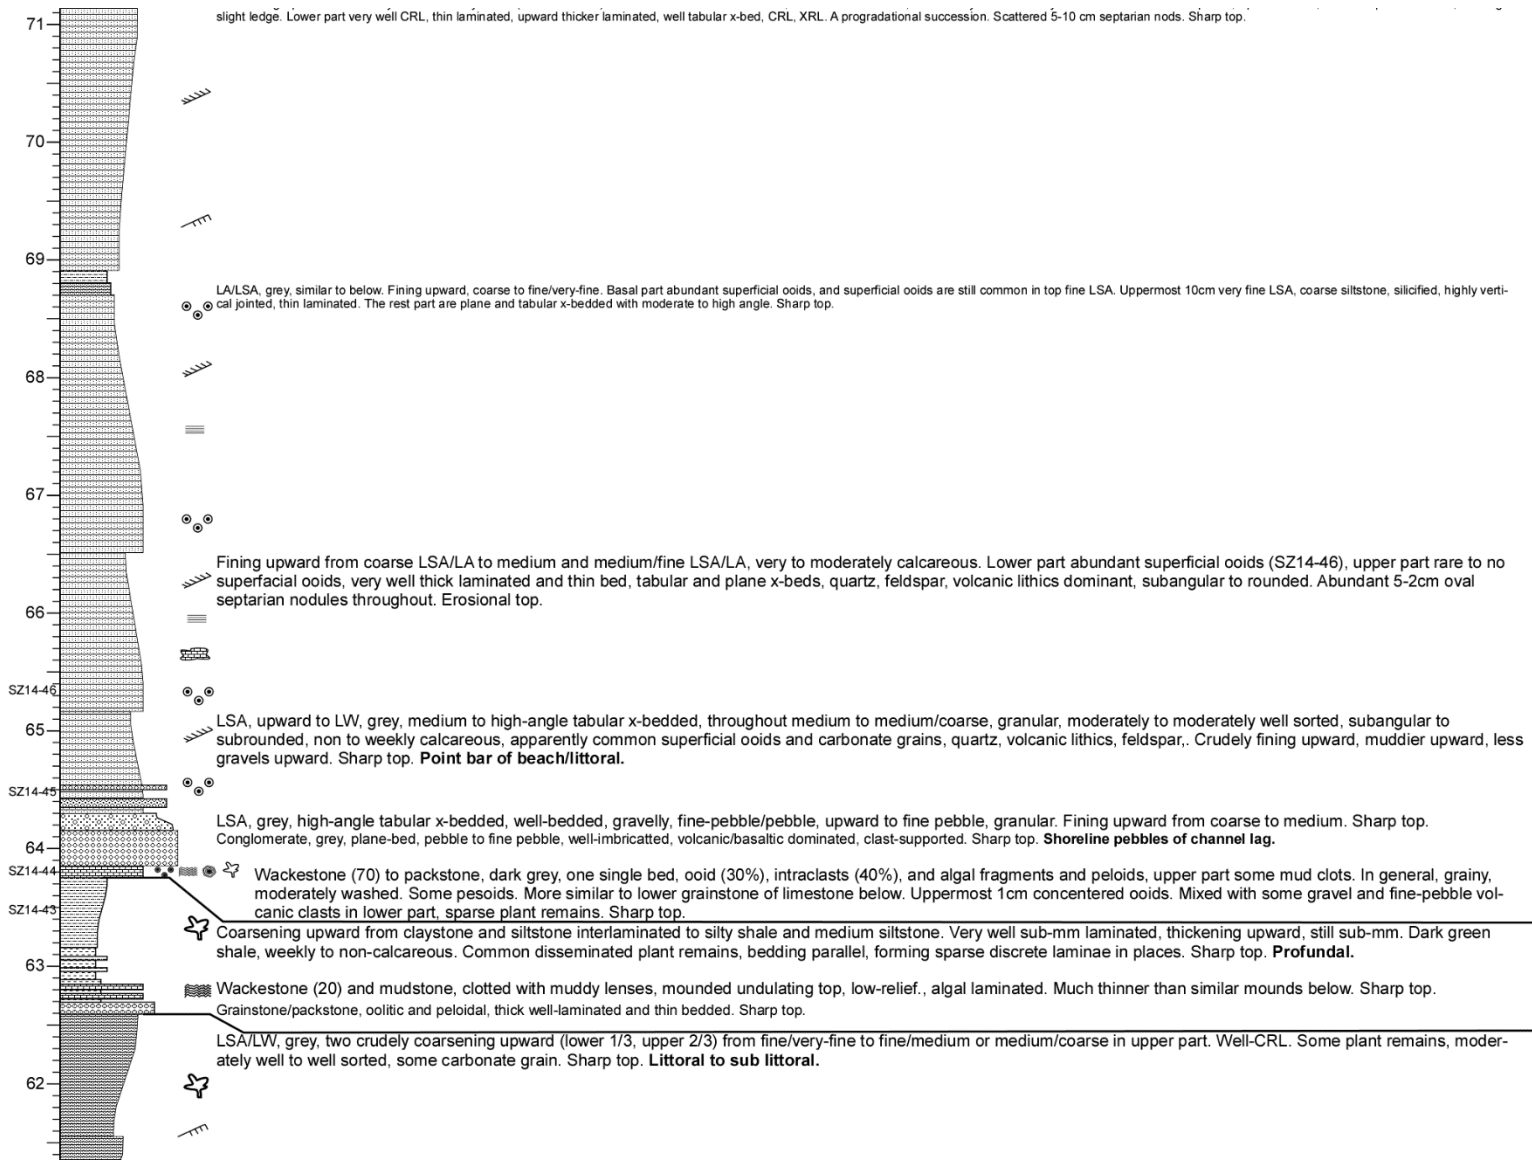 71
slight ledge. Lower part very well CRL, thin laminated, upward thicker laminated, well tabular x-bed, CRL, XRL. A progradational succession. Scattered 5-10 cm septarian nods. Sharp top.
70
69
LA/LSA, grey, similar to below. Fining upward, coarse to fine/very-fine. Basal part abundant superficial ooids, and superficial ooids are still common in top fine LSA. Uppermost 10cm very fine LSA, coarse siltstone, silicified, highly verti-
cal jointed, thin laminated. The rest part are plane and tabular x-bedded with moderate to high angle. Sharp top.
68
67
Fining upward from coarse LSA/LA to medium and medium/fine LSA/LA, very to moderately calcareous. Lower part abundant superficial ooids (SZ14-46), upper part rare to no
superfacial ooids, very well thick laminated and thin bed, tabular and plane x-beds, quartz, feldspar, volcanic lithics dominant, subangular to rounded. Abundant 5-2cm oval
septarian nodules throughout. Erosional top.
66
SZ14-46
LSA, upward to LW, grey, medium to high-angle tabular x-bedded, throughout medium to medium/coarse, granular, moderately to moderately well sorted, subangular to
65
subrounded, non to weekly calcareous, apparently common superficial ooids and carbonate grains, quartz, volcanic lithics, feldspar,. Crudely fining upward, muddier upward, less
gravels upward. Sharp top. Point bar of beach/littoral.
SZ14-45
LSA, grey, high-angle tabular x-bedded, well-bedded, gravelly, fine-pebble/pebble, upward to fine pebble, granular. Fining upward from coarse to medium. Sharp top.
Conglomerate, grey, plane-bed, pebble to fine pebble, well-imbricatted, volcanic/basaltic dominated, clast-supported. Sharp top. Shoreline pebbles of channel lag.
64
SZ14-44
Wackestone (70) to packstone, dark grey, one single bed, ooid (30%), intraclasts (40%), and algal fragments and peloids, upper part some mud clots. In general, grainy,
moderately washed. Some pesoids. More similar to lower grainstone of limestone below. Uppermost 1cm concentered ooids. Mixed with some gravel and fine-pebble vol-
canic clasts in lower part, sparse plant remains. Sharp top.
SZ14-43
Coarsening upward from claystone and siltstone interlaminated to silty shale and medium siltstone. Very well sub-mm laminated, thickening upward, still sub-mm. Dark green
shale, weekly to non-calcareous. Common disseminated plant remains, bedding parallel, forming sparse discrete laminae in places. Sharp top. Profundal.
63
Wackestone (20) and mudstone, clotted with muddy lenses, mounded undulating top, low-relief., algal laminated. Much thinner than similar mounds below. Sharp top.
Grainstone/packstone, oolitic and peloidal, thick well-laminated and thin bedded. Sharp top.
LSA/LW, grey, two crudely coarsening upward (lower 1/3, upper 2/3) from fine/very-fine to fine/medium or medium/coarse in upper part. Well-CRL. Some plant remains, moder-
ately well to well sorted, some carbonate grain. Sharp top. Littoral to sub littoral.
62